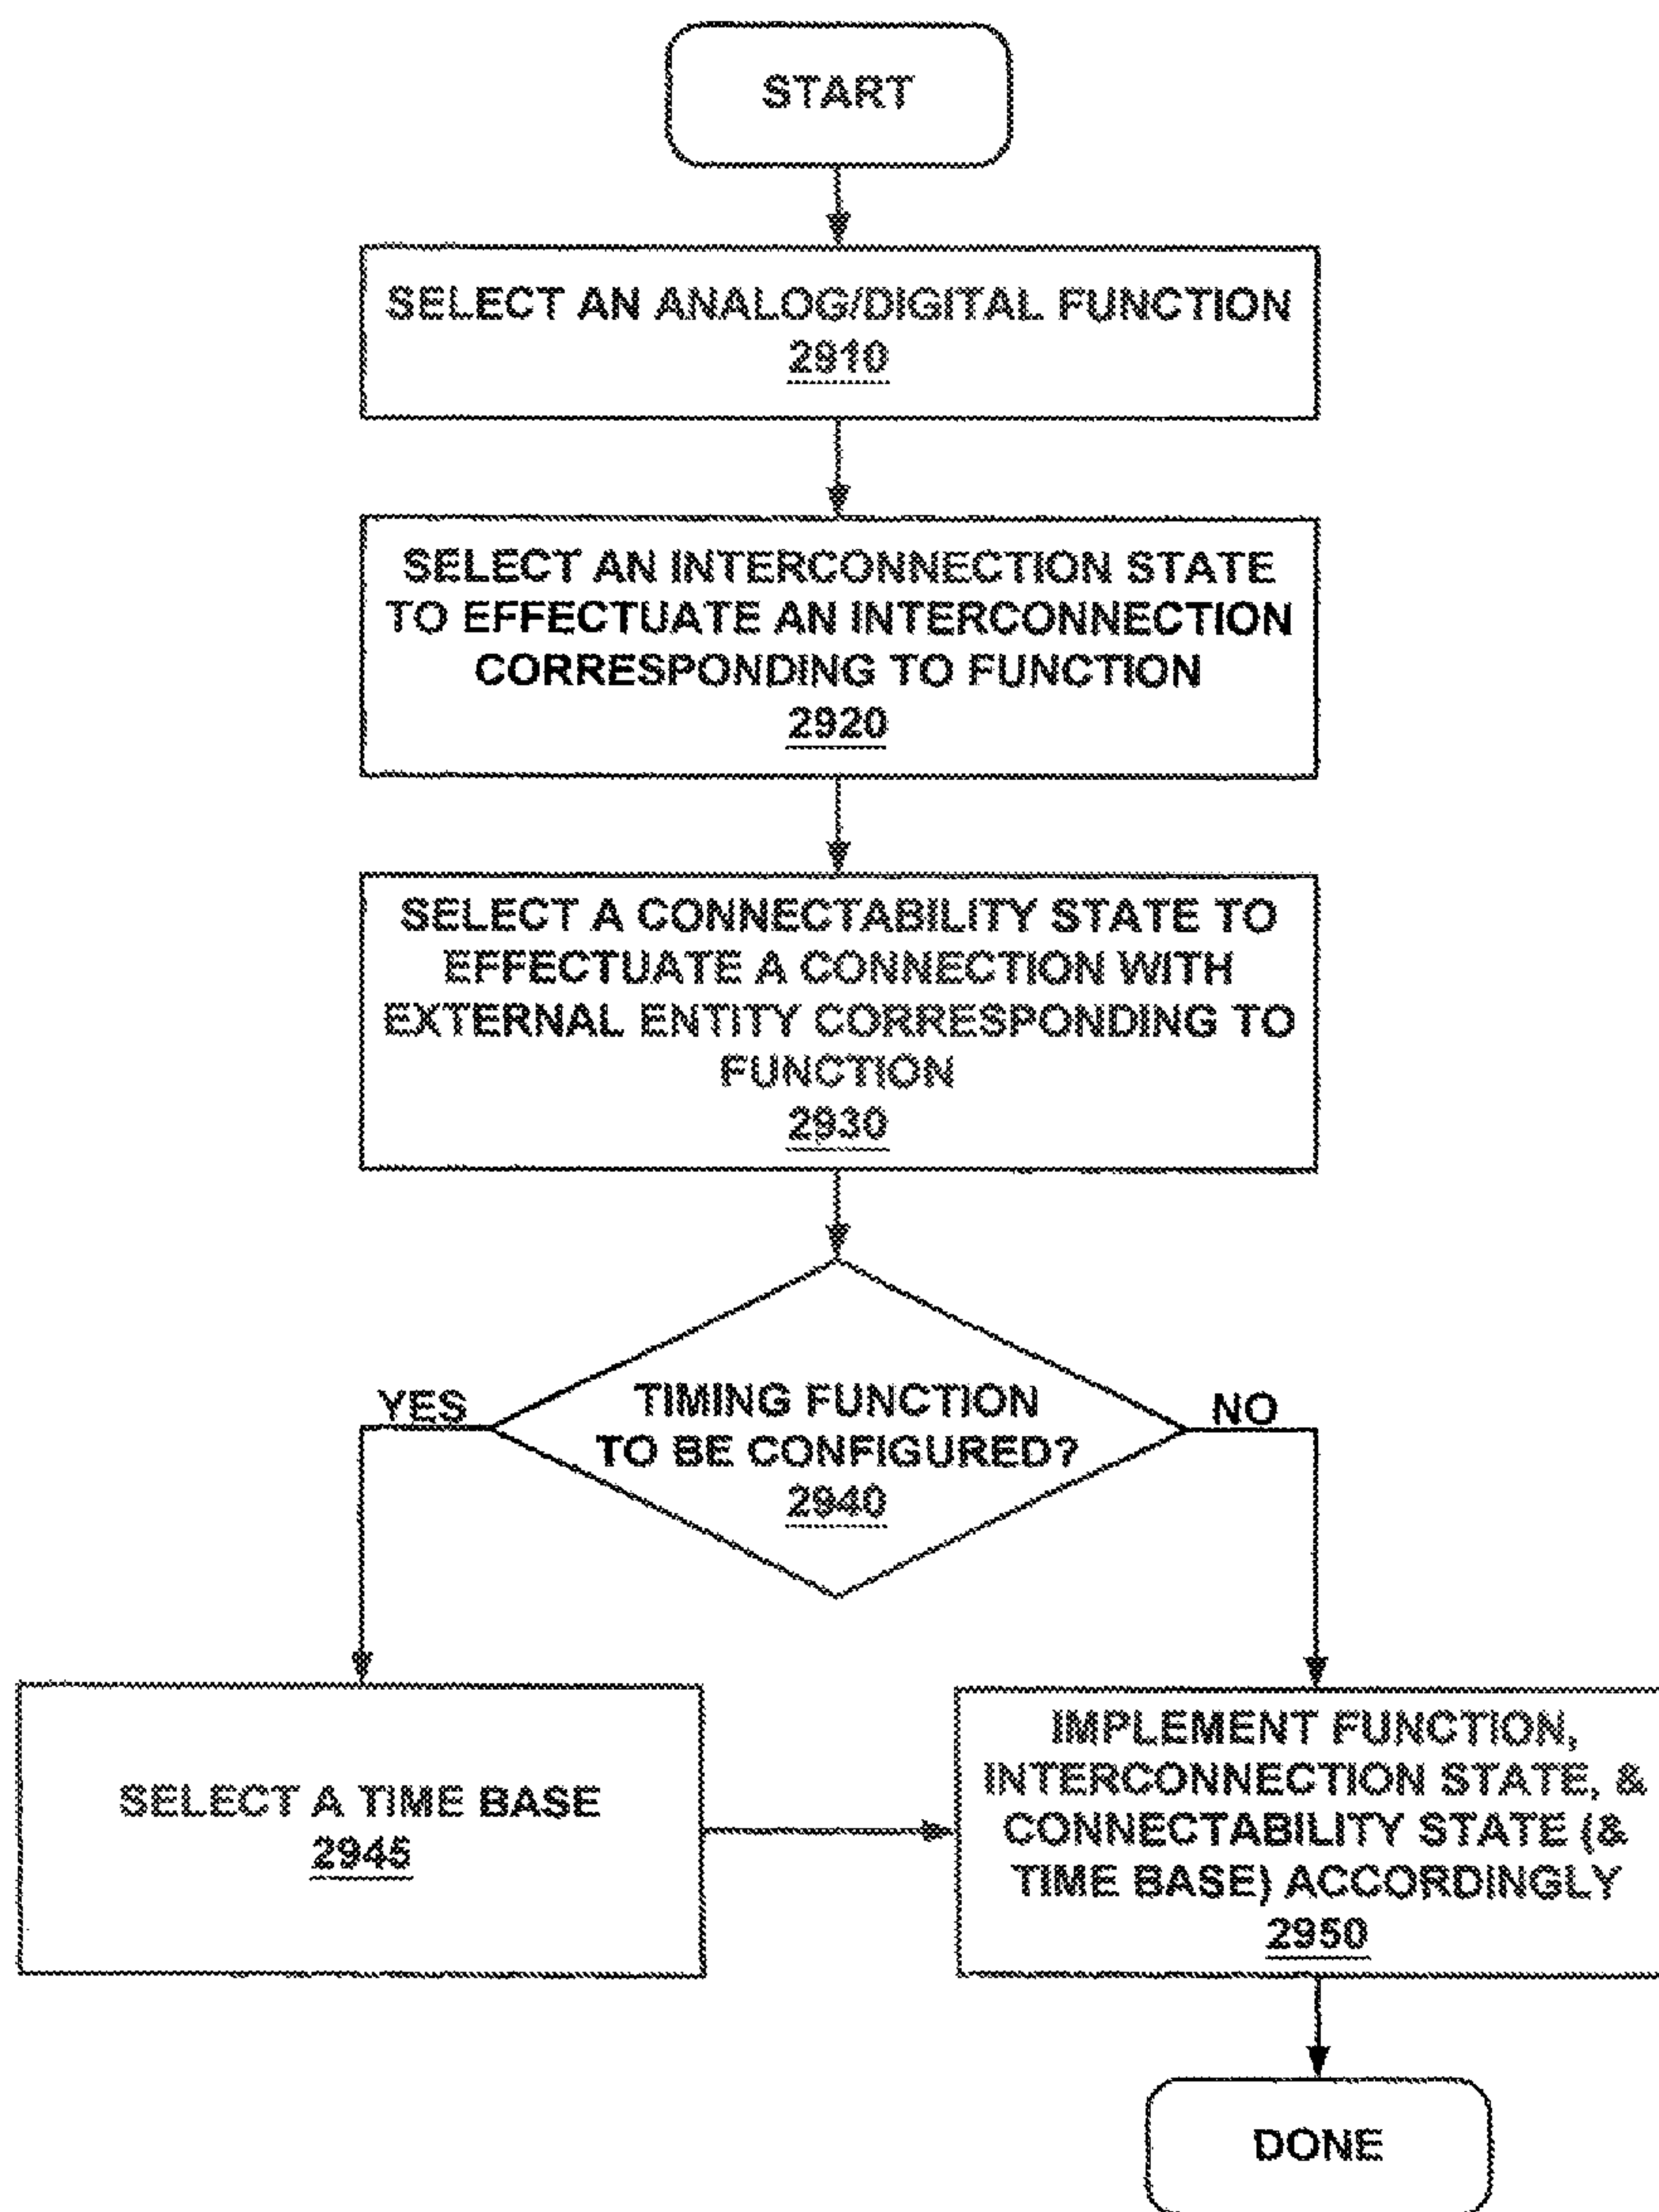 START
SELECT AN ANALOG/DIGITAL FUNCTION
2910
SELECT AN INTERCONNECTION STATE
TO EFFECTUATE AN INTERCONNECTION
CORRESPONDING TO FUNCTION
2920
SELECT A CONNECTABILITY STATE TO
EFFECTUATE A CONNECTION WITH
EXTERNAL ENTITY CORRESPONDING TO
FUNCTION
2930
TIMING FUNCTION
TO BE CONFIGURED?
2940
YES
NO
SELECT A TIME BASE
2945
IMPLEMENT FUNCTION,
INTERCONNECTION STATE, &
CONNECTABILITY STATE (&
TIME BASE) ACCORDINGLY
2950
DONE